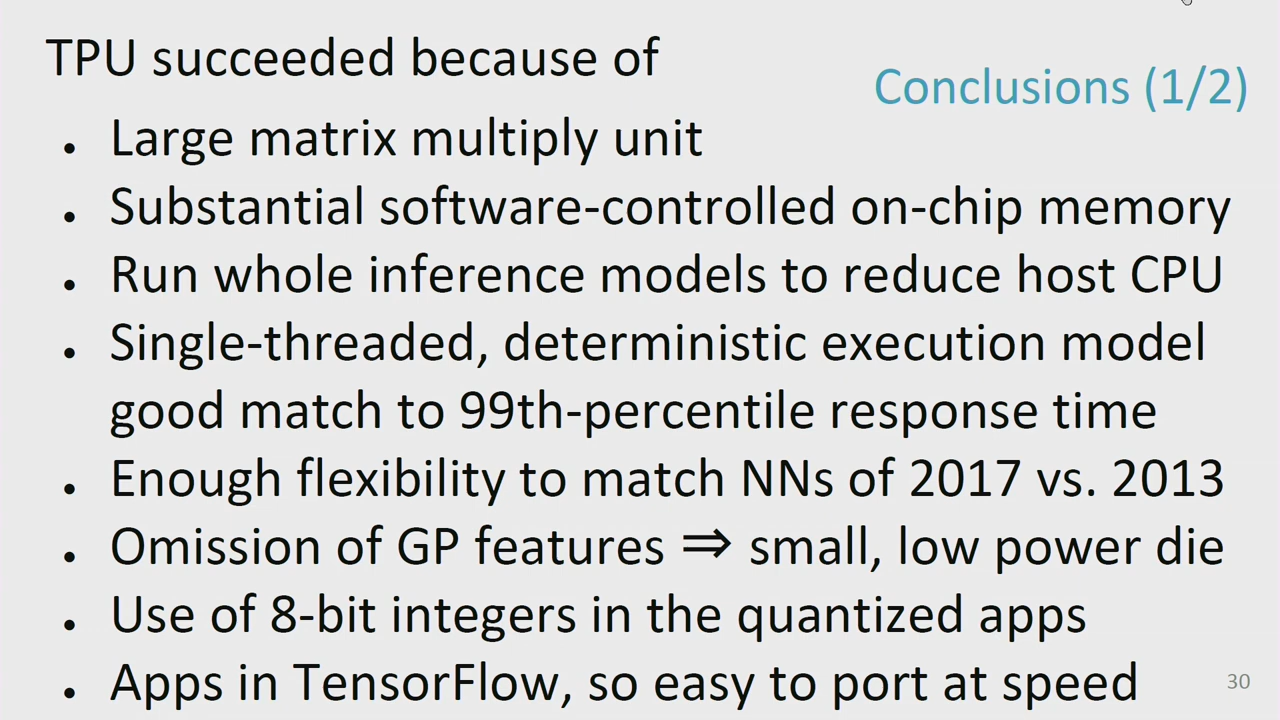 TPU succeeded because of
Conclusions (1/2)
• Large matrix multiply unit
• Substantial software-controlled on-chip memory
• Run whole inference models to reduce host CPU
• Single-threaded, deterministic execution model
good match to 99th-percentile response time
• Enough flexibility to match NNs of 2017 vs. 2013
• Omission of GP features ⇒ small, low power die
• Use of 8-bit integers in the quantized apps
• Apps in TensorFlow, so easy to port at speed
30